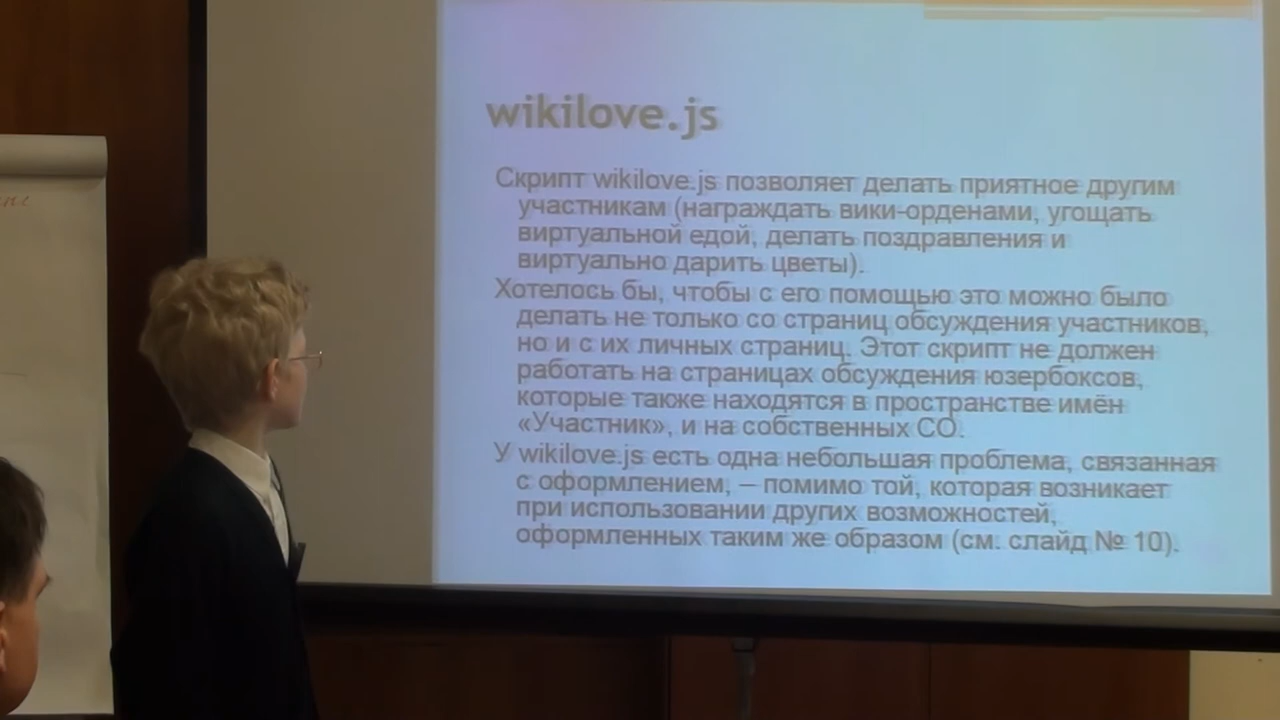 wikilove.js
Скрипт wikilove.js позволяет делать приятное другим
участникам (награждать вики-орденами, угощать
виртуальной едой, делать поздравления и
виртуально дарить цветы).
Хотелось бы, чтобы с его помощью это можно было
делать не только со страниц обсуждения участников,
но и с их личных страниц. Этот скрипт не должен
работать на страницах обсуждения юзербоксов,
которые также находятся в пространстве имён
«Участник», и на собственных СО.
У wikilove.js есть одна небольшая проблема, связанная
с оформлением, – помимо той, которая возникает
при использовании других возможностей,
оформленных таким же образом (см. слайд № 10).